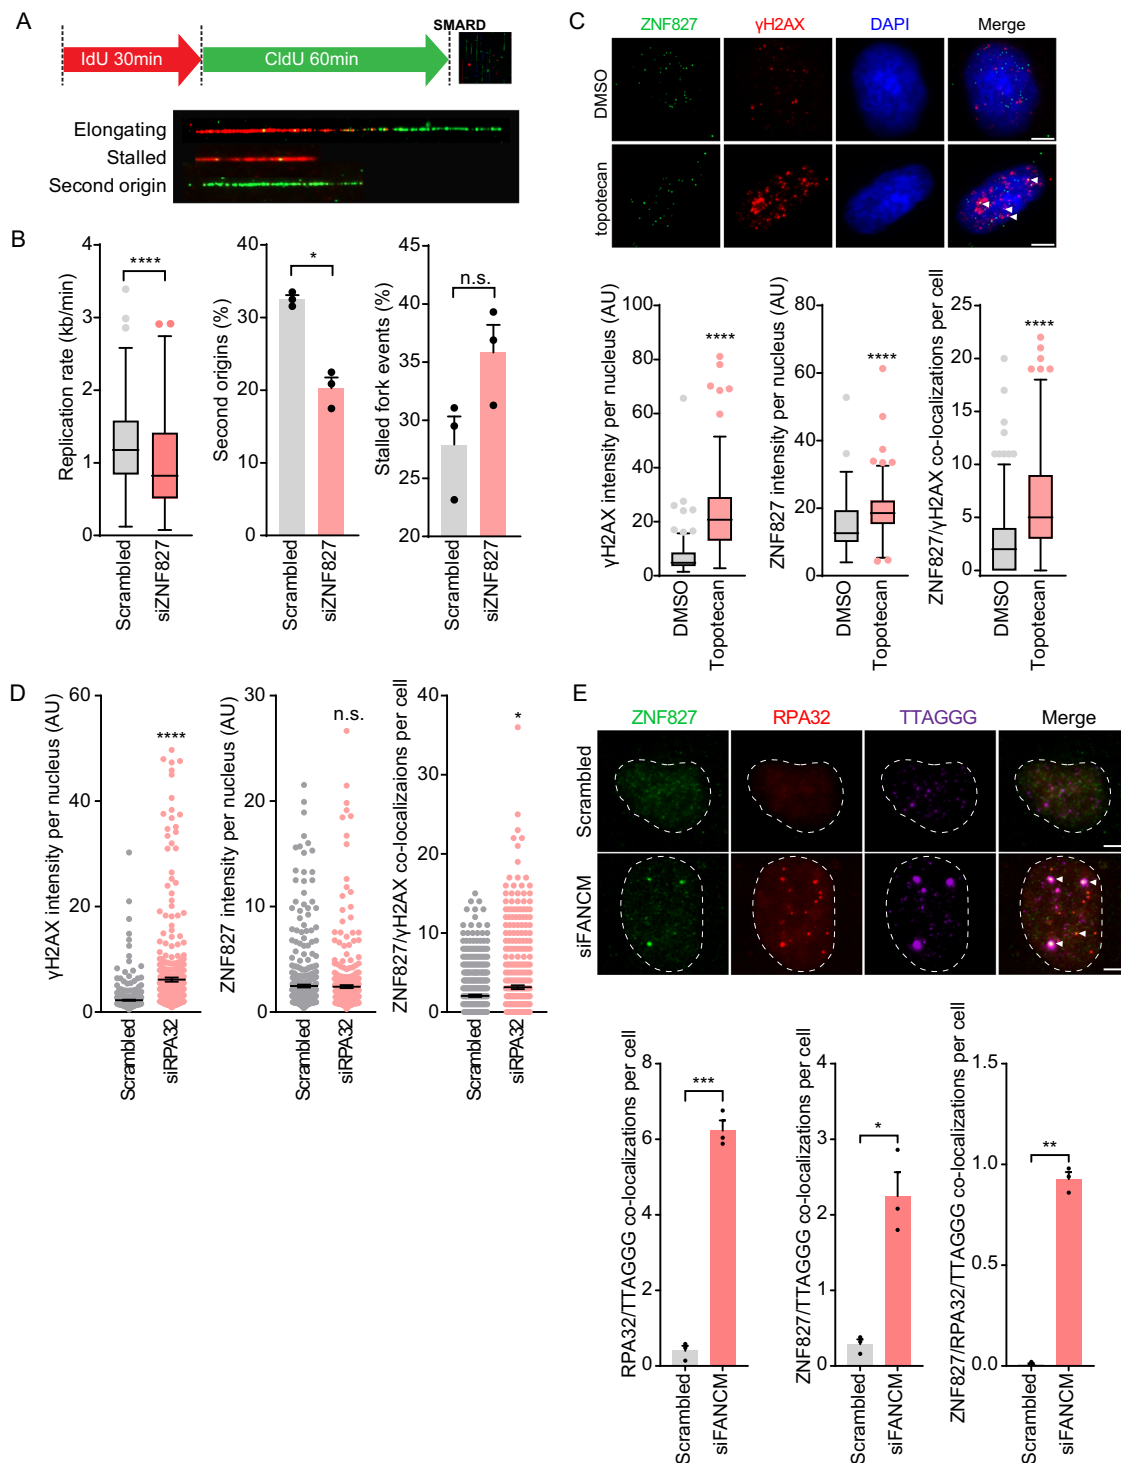 A
SMARD
IdU 30min
CldU 60min
Elongating
Stalled
Second origin
B
Replication rate (kb/min)
4
3
2
1
0
****
Scrambled
siZNF827
Second origins (%)
40
30
20
10
0
*
Scrambled
siZNF827
Stalled fork events (%)
45
40
35
30
25
20
n.s.
Scrambled
siZNF827
C
ZNF827
γH2AX
DAPI
Merge
DMSO
topotecan
γH2AX intensity per nucleus (AU)
100
80
60
40
20
0
****
DMSO
Topotecan
ZNF827 intensity per nucleus (AU)
80
60
40
20
0
****
DMSO
Topotecan
ZNF827/γH2AX co-localizations per cell
25
20
15
10
5
0
****
DMSO
Topotecan
D
γH2AX intensity per nucleus (AU)
60
40
20
0
****
Scrambled
siRPA32
ZNF827 intensity per nucleus (AU)
30
20
10
0
n.s.
Scrambled
siRPA32
ZNF827/γH2AX co-localizaions per cell
40
30
20
10
0
*
Scrambled
siRPA32
E
ZNF827
RPA32
TTAGGG
Merge
Scrambled
siFANCM
RPA32/TTAGGG co-localizations per cell
8
6
4
2
0
***
Scrambled
siFANCM
ZNF827/TTAGGG co-localizations per cell
4
3
2
1
0
*
Scrambled
siFANCM
ZNF827/RPA32/TTAGGG co-localizations per cell
1.5
1.0
0.5
0.0
**
Scrambled
siFANCM